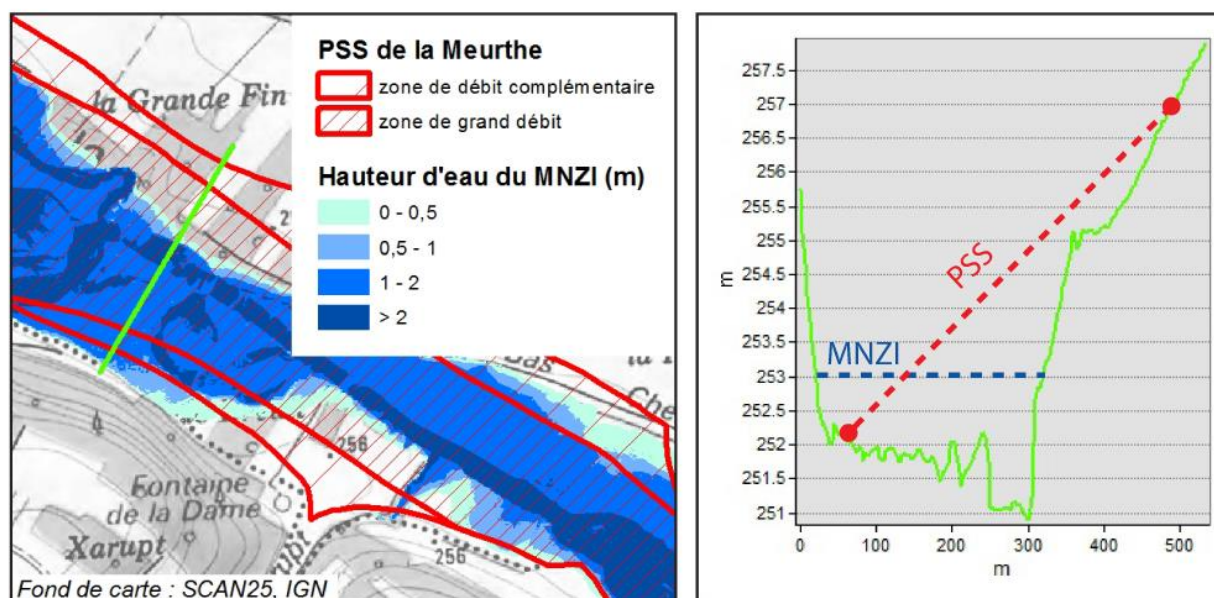 PSS de la Meurthe
zone de débit complémentaire
zone de grand débit
Hauteur d'eau du MNZI (m)
0 - 0,5
0,5 - 1
1 - 2
> 2
la Grande Fin
256
Fontaine
de la Dame
Xarupt
256
Fond de carte : SCAN25, IGN
257.5
257
256.5
256
255.5
255
254.5
254
253.5
253
252.5
252
251.5
251
m
PSS
MNZI
0
100
200
300
400
500
m